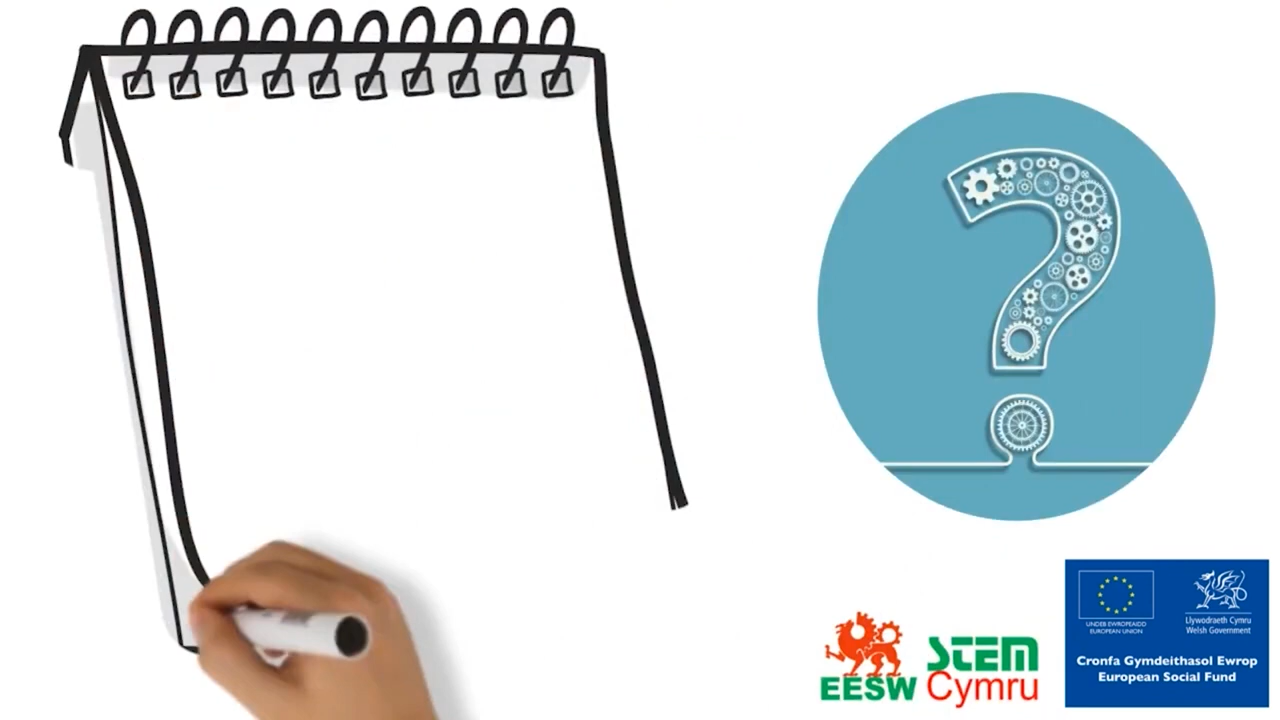 ?
EESW
STEM
Cymru
UNDEB EWROPEAIDD
EUROPEAN UNION
Llywodraeth Cymru
Welsh Government
Cronfa Gymdeithasol Ewrop
European Social Fund